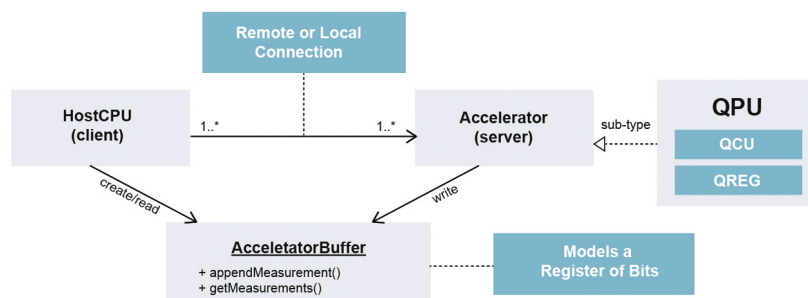 Remote or Local
Connection
HostCPU
(client)
1..*
1..*
Accelerator
(server)
sub-type
QPU
QCU
QREG
create/read
write
AcceletatorBuffer
+ appendMeasurement()
+ getMeasurements()
Models a
Register of Bits